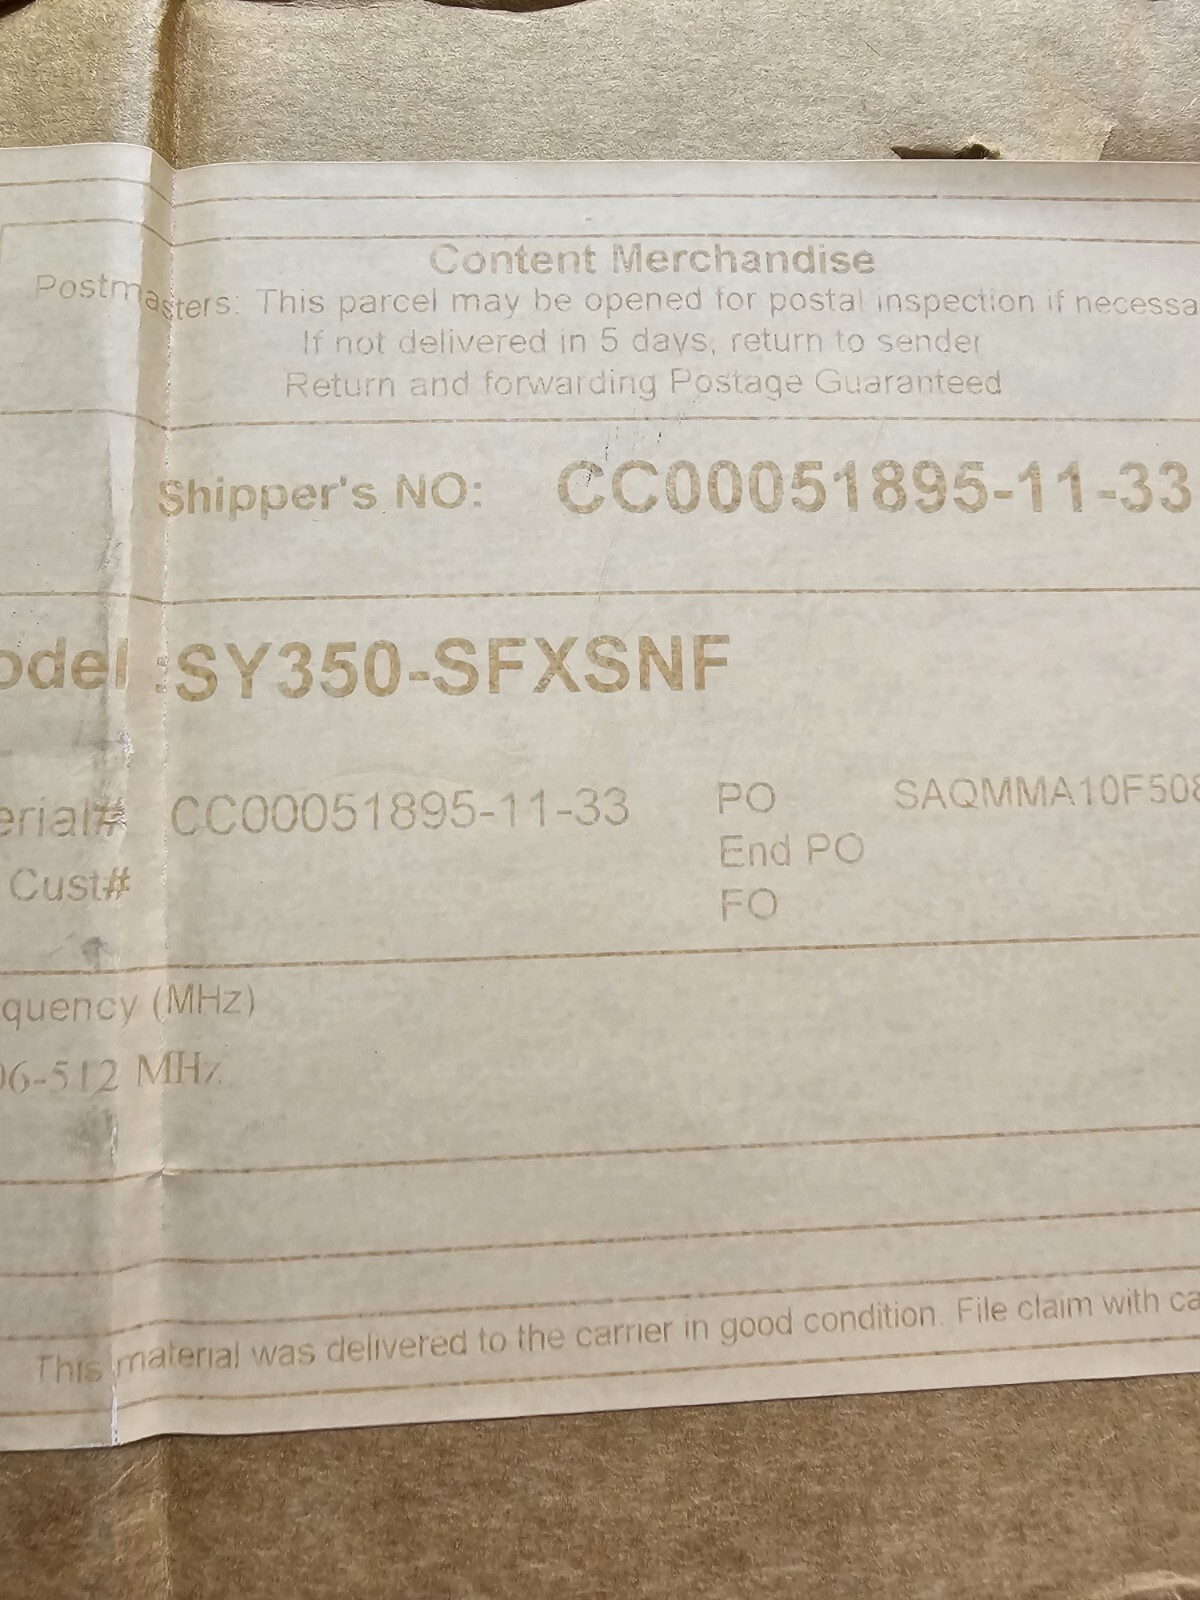 Content Merchandise
Postmasters: This parcel may be opened for postal inspection if necessa
If not delivered in 5 days, return to sender
Return and forwarding Postage Guaranteed
Shipper's NO: CC00051895-11-33
odel :SY350-SFXSNF
erial# CC00051895-11-33 PO SAQMMA10F508
End PO
Cust#
FO
quency (MHz)
06-512 MHz
This material was delivered to the carrier in good condition. File claim with ca